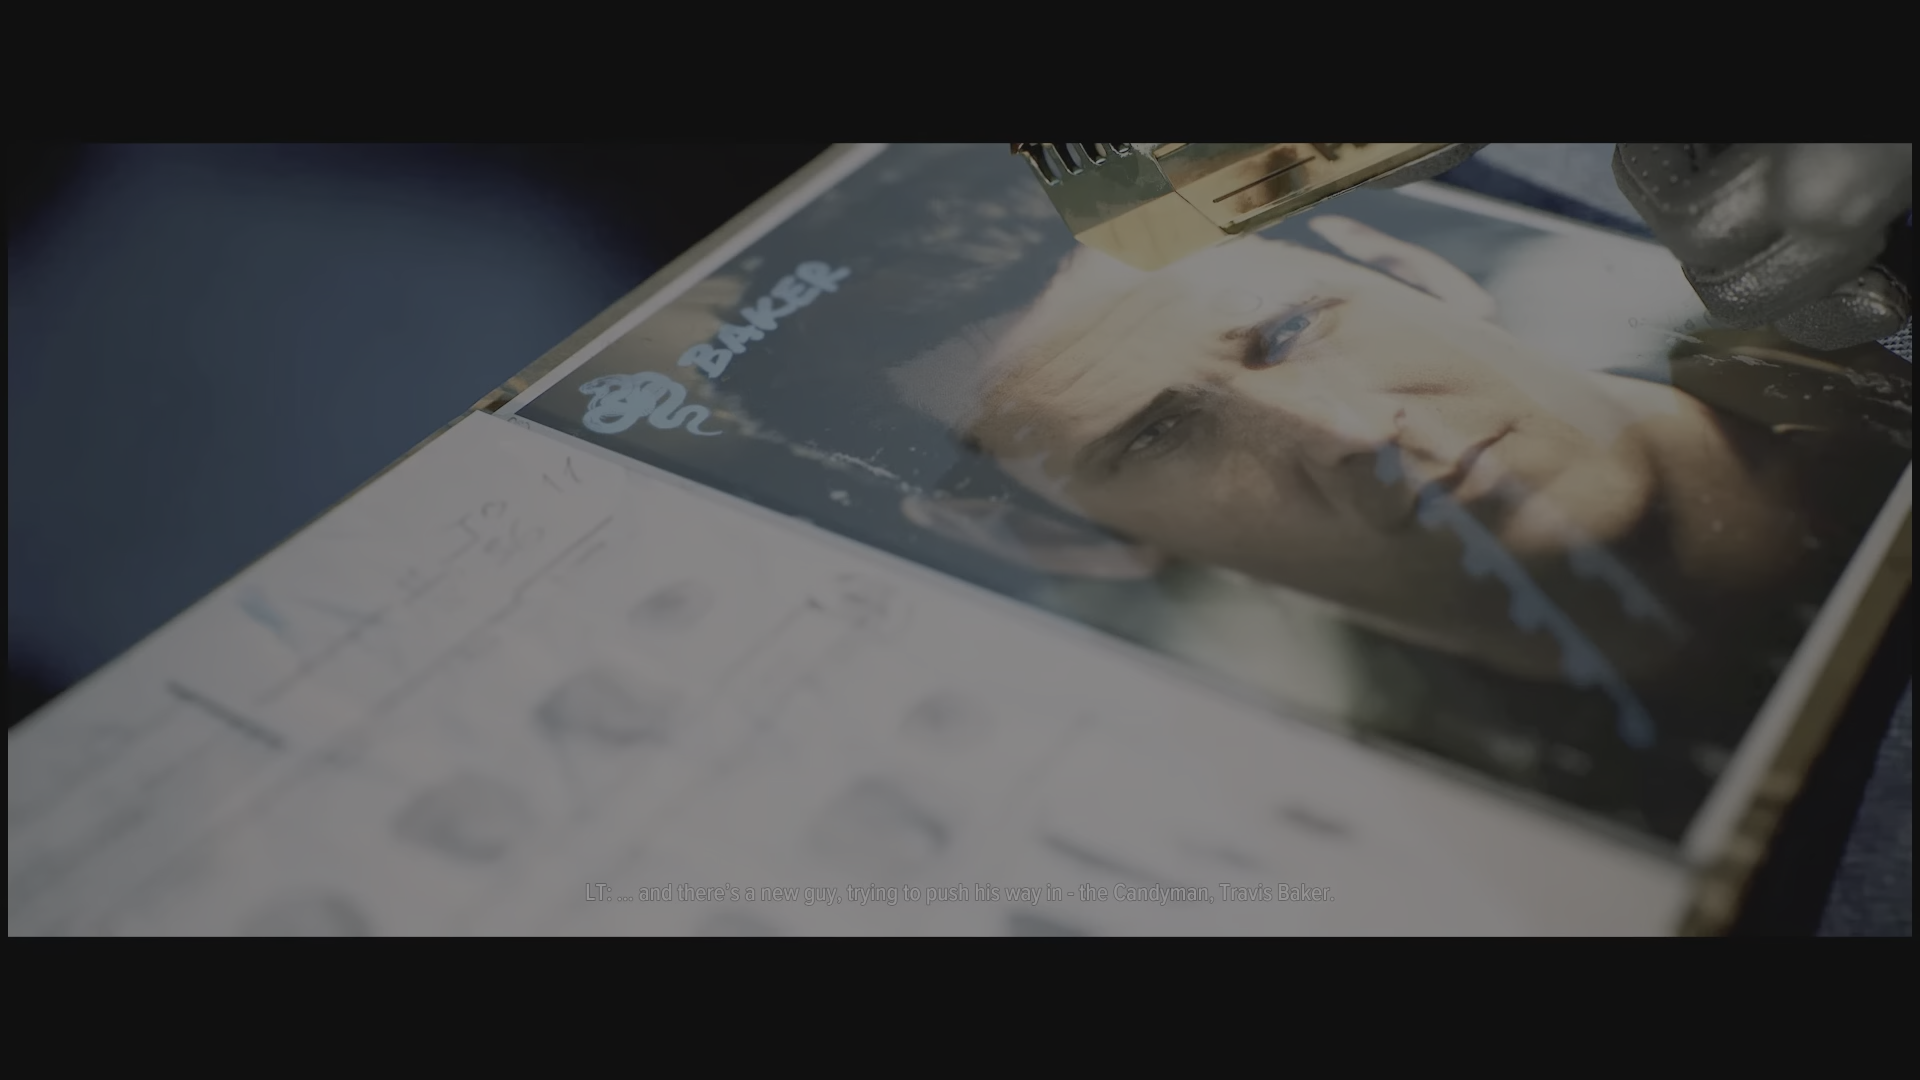 BAKER
LT: ... and there's a new guy, trying to push his way in - the Candyman, Travis Baker.